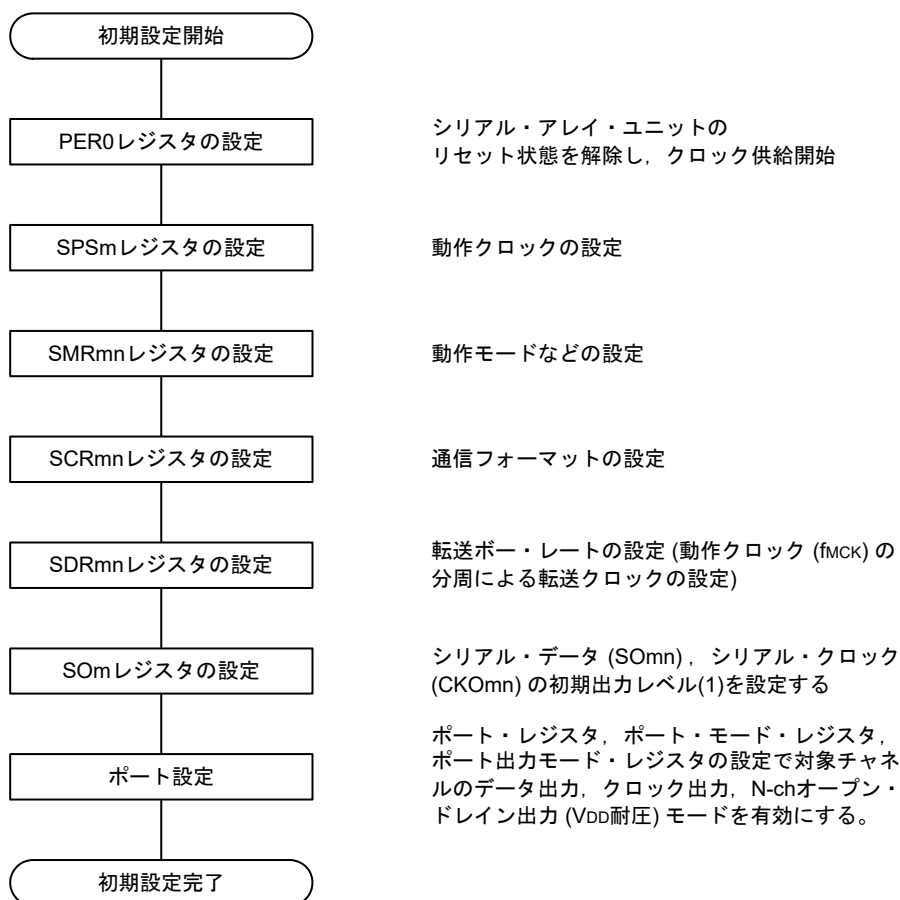 初期設定開始
PER0レジスタの設定
シリアル・アレイ・ユニットの
リセット状態を解除し，クロック供給開始
SPSmレジスタの設定
動作クロックの設定
SMRmnレジスタの設定
動作モードなどの設定
SCRmnレジスタの設定
通信フォーマットの設定
SDRmnレジスタの設定
転送ボー・レートの設定 (動作クロック (fMCK) の
分周による転送クロックの設定)
SOmレジスタの設定
シリアル・データ (SOmn) ，シリアル・クロック
(CKOmn) の初期出力レベル(1)を設定する
ポート設定
ポート・レジスタ，ポート・モード・レジスタ，
ポート出力モード・レジスタの設定で対象チャネ
ルのデータ出力，クロック出力，N-chオープン・
ドレイン出力 (VDD耐圧) モードを有効にする。
初期設定完了